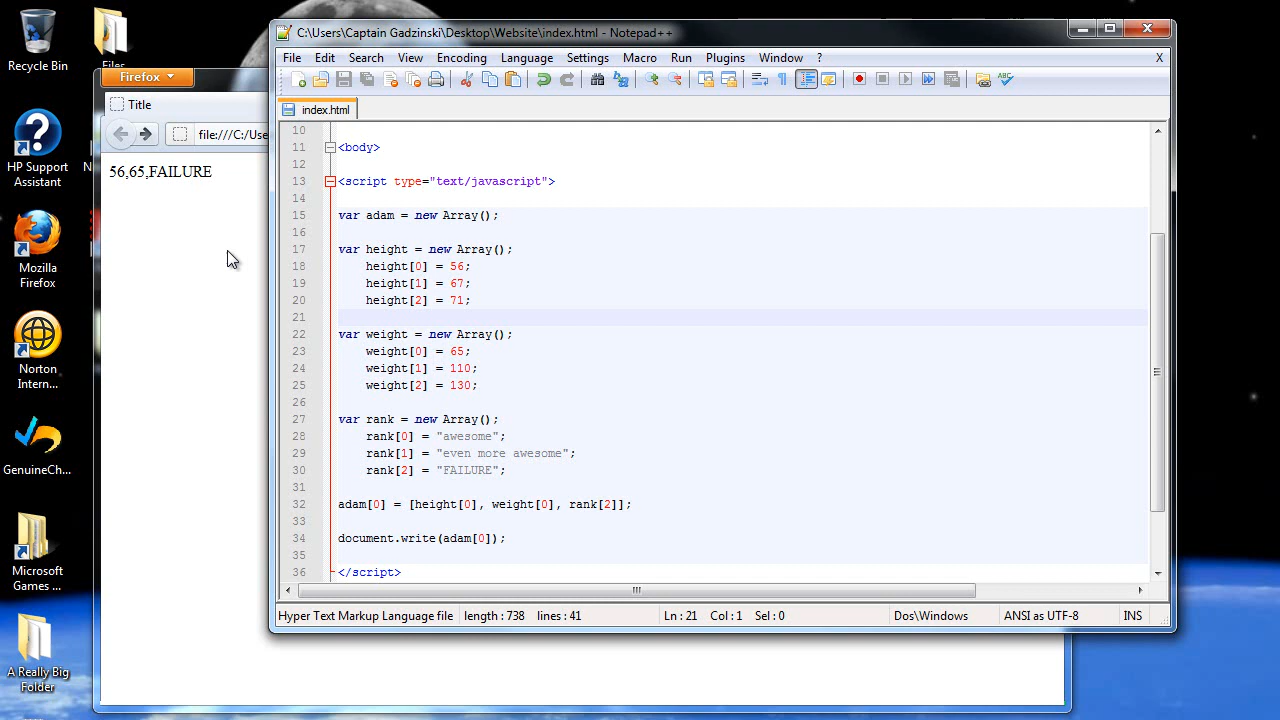 Recycle Bin
Files
HP Support
Assistant
N
Mozilla
Firefox
Norton
Intern...
GenuineCh...
Microsoft
Games ...
A Really Big
Folder
Firefox
Title
file:///C:/Use
56,65,FAILURE
C:\Users\Captain Gadzinski\Desktop\Website\index.html - Notepad++
File Edit Search View Encoding Language Settings Macro Run Plugins Window ? X
index.html
10
11 <body>
12
13 <script type="text/javascript">
14
15 var adam = new Array();
16
17 var height = new Array();
18 height[0] = 56;
19 height[1] = 67;
20 height[2] = 71;
21
22 var weight = new Array();
23 weight[0] = 65;
24 weight[1] = 110;
25 weight[2] = 130;
26
27 var rank = new Array();
28 rank[0] = "awesome";
29 rank[1] = "even more awesome";
30 rank[2] = "FAILURE";
31
32 adam[0] = [height[0], weight[0], rank[2]];
33
34 document.write(adam[0]);
35
36 </script>
Hyper Text Markup Language file length : 738 lines : 41 Ln : 21 Col : 1 Sel : 0 Dos\Windows ANSI as UTF-8 INS